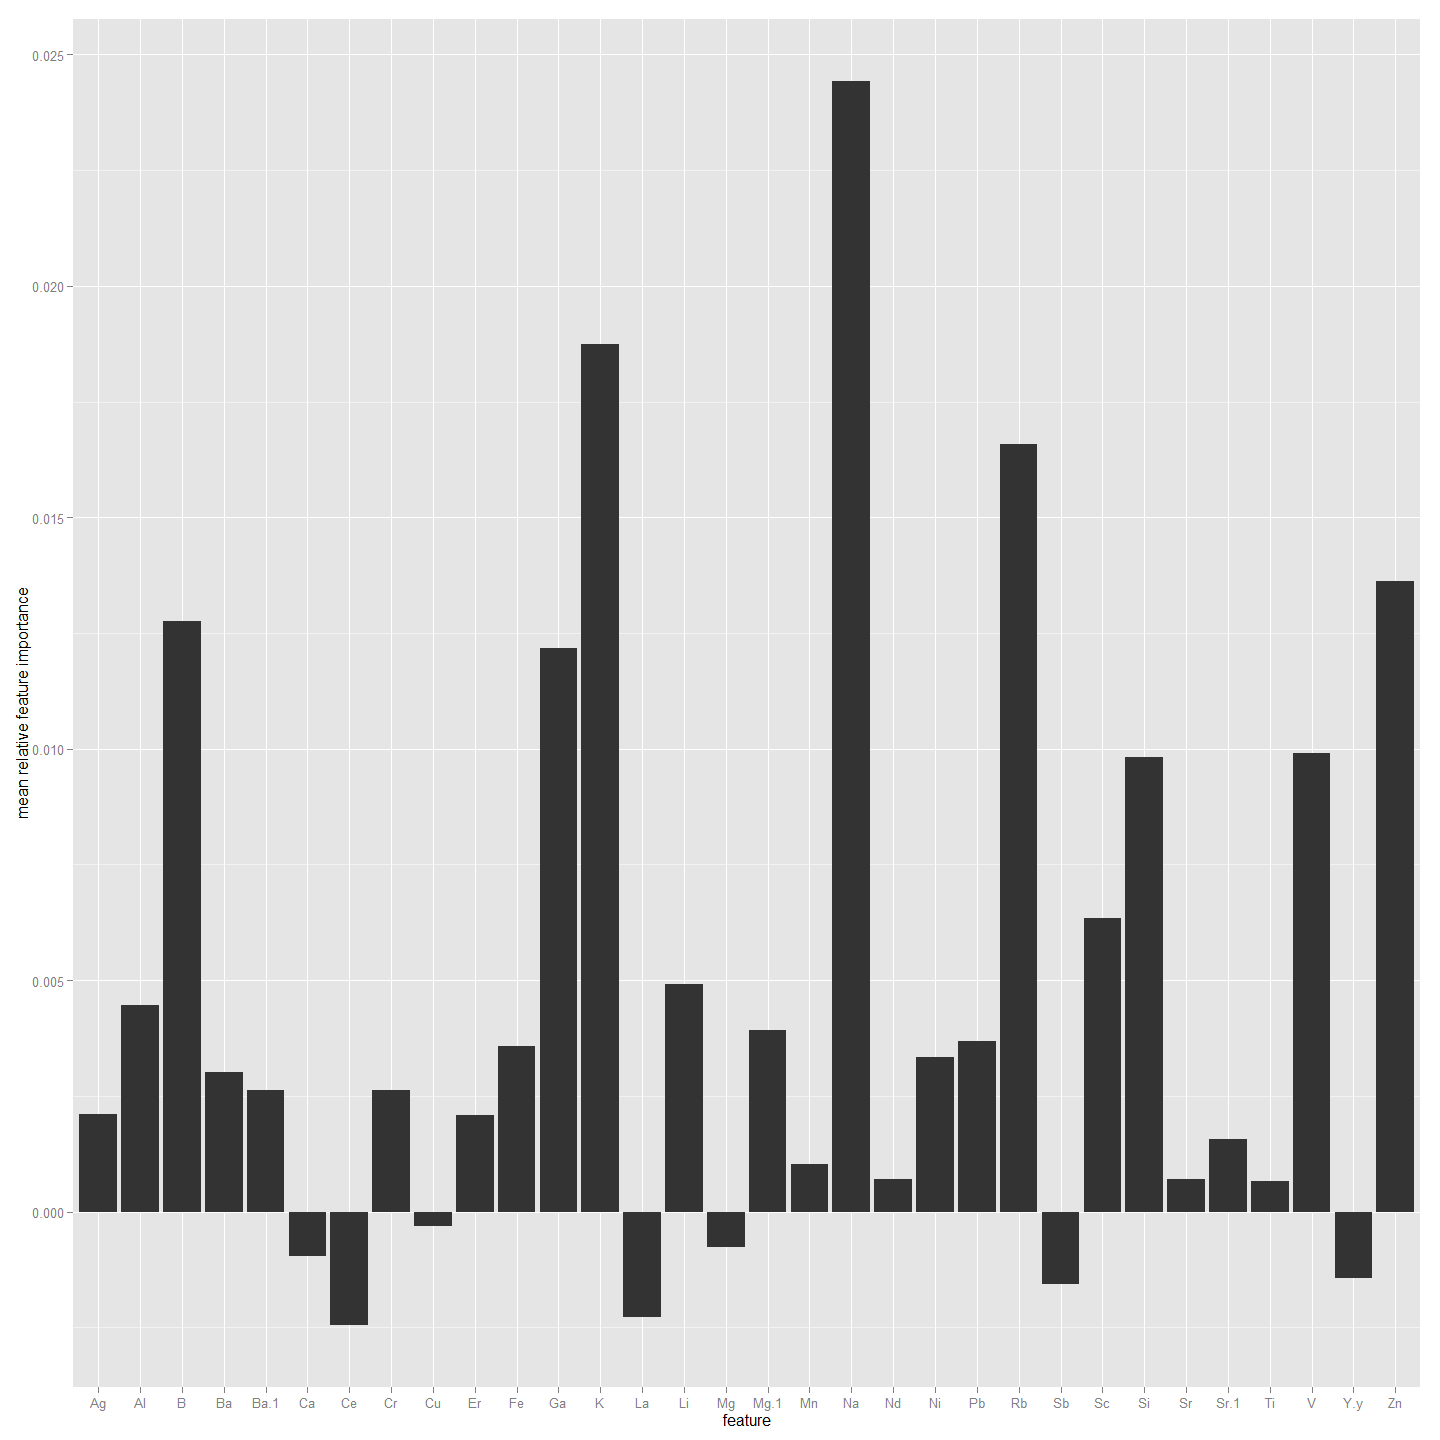 mean relative feature importance
0.025
0.020
0.015
0.010
0.005
0.000
Ag Al B Ba Ba.1 Ca Ce Cr Cu Er Fe Ga K La Li Mg Mg.1 Mn Na Nd Ni Pb Rb Sb Sc Si Sr Sr.1 Ti V Y.y Zn
feature